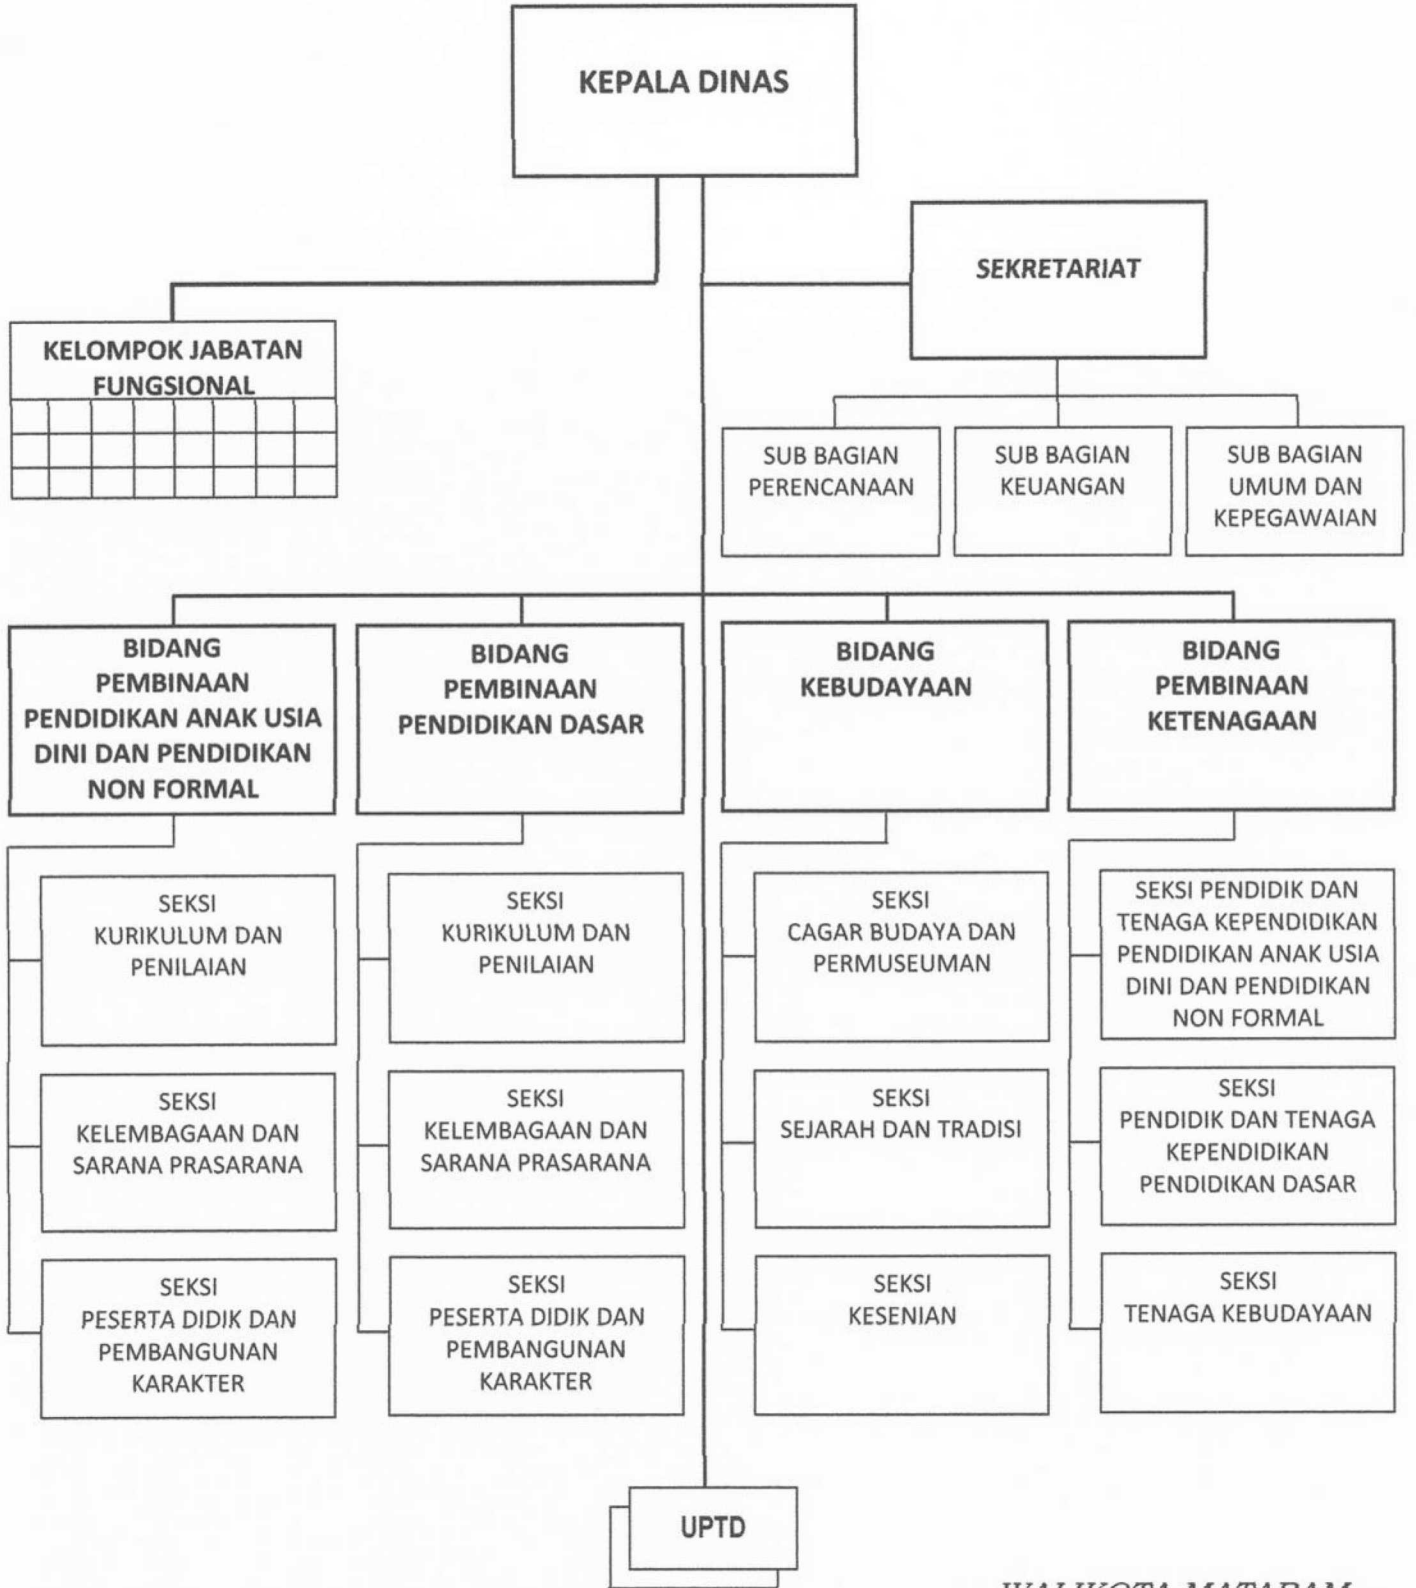 KEPALA DINAS
SEKRETARIAT
KELOMPOK JABATAN
FUNGSIONAL
SUB BAGIAN
PERENCANAAN
SUB BAGIAN
KEUANGAN
SUB BAGIAN
UMUM DAN
KEPEGAWAIAN
BIDANG
PEMBINAAN
PENDIDIKAN ANAK USIA
DINI DAN PENDIDIKAN
NON FORMAL
BIDANG
PEMBINAAN
PENDIDIKAN DASAR
BIDANG
KEBUDAYAAN
BIDANG
PEMBINAAN
KETENAGAAN
SEKSI
KURIKULUM DAN
PENILAIAN
SEKSI
KURIKULUM DAN
PENILAIAN
SEKSI
CAGAR BUDAYA DAN
PERMUSEUMAN
SEKSI PENDIDIK DAN
TENAGA KEPENDIDIKAN
PENDIDIKAN ANAK USIA
DINI DAN PENDIDIKAN
NON FORMAL
SEKSI
KELEMBAGAAN DAN
SARANA PRASARANA
SEKSI
KELEMBAGAAN DAN
SARANA PRASARANA
SEKSI
SEJARAH DAN TRADISI
SEKSI
PENDIDIK DAN TENAGA
KEPENDIDIKAN
PENDIDIKAN DASAR
SEKSI
PESERTA DIDIK DAN
PEMBANGUNAN
KARAKTER
SEKSI
PESERTA DIDIK DAN
PEMBANGUNAN
KARAKTER
SEKSI
KESENIAN
SEKSI
TENAGA KEBUDAYAAN
UPTD
WALIKOTA MATARAM